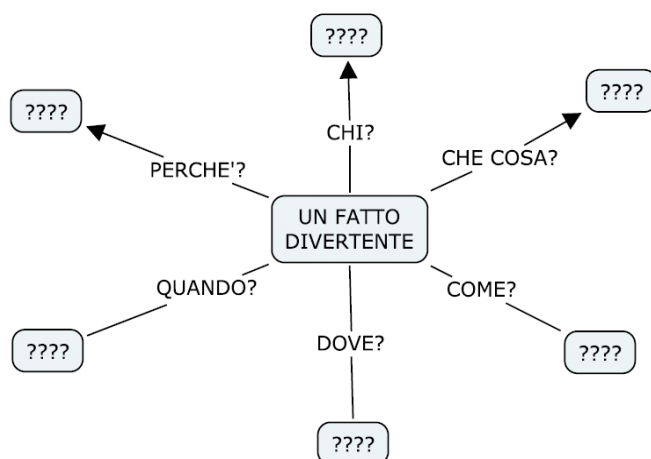 ????
????
????
CHI?
PERCHE'?
CHE COSA?
UN FATTO
DIVERTENTE
QUANDO?
COME?
DOVE?
????
????
????